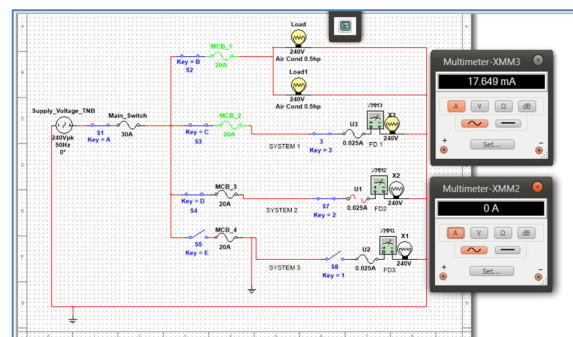 Load
240V
Air Cond 0.5hp
MCB_1
20A
Key = B
S2
Load1
240V
Air Cond 0.5hp
Supply_Voltage_TNB
240Vpk
50Hz
0°
Main_Switch
30A
S1
Key = A
MCB_2
20A
Key = C
S3
SYSTEM 1
3
Key = 3
U3
0.025A
XMM3
FD 1
X3
240V
MCB_3
20A
Key = D
S4
SYSTEM 2
S7
Key = 2
U1
0.025A
XMM2
FD2
X2
240V
S5
Key = E
MCB_4
20A
SYSTEM 3
S6
Key = 1
U2
0.025A
XMM1
FD3
X1
240V
Multimeter-XMM3
17.649 mA
A V Ω dB
Set...
+ -
Multimeter-XMM2
0 A
A V Ω dB
Set...
+ -